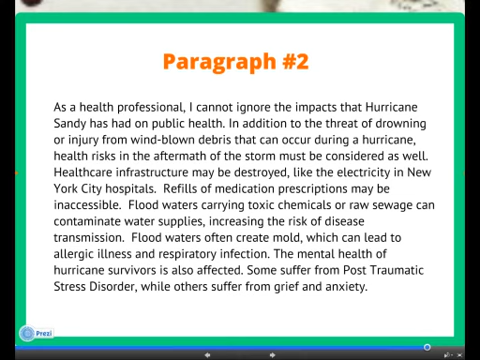 Paragraph #2
As a health professional, I cannot ignore the impacts that Hurricane
Sandy has had on public health. In addition to the threat of drowning
or injury from wind-blown debris that can occur during a hurricane,
health risks in the aftermath of the storm must be considered as well.
Healthcare infrastructure may be destroyed, like the electricity in New
York City hospitals.  Refills of medication prescriptions may be
inaccessible.  Flood waters carrying toxic chemicals or raw sewage can
contaminate water supplies, increasing the risk of disease
transmission.  Flood waters often create mold, which can lead to
allergic illness and respiratory infection. The mental health of
hurricane survivors is also affected. Some suffer from Post Traumatic
Stress Disorder, while others suffer from grief and anxiety.
Prezi